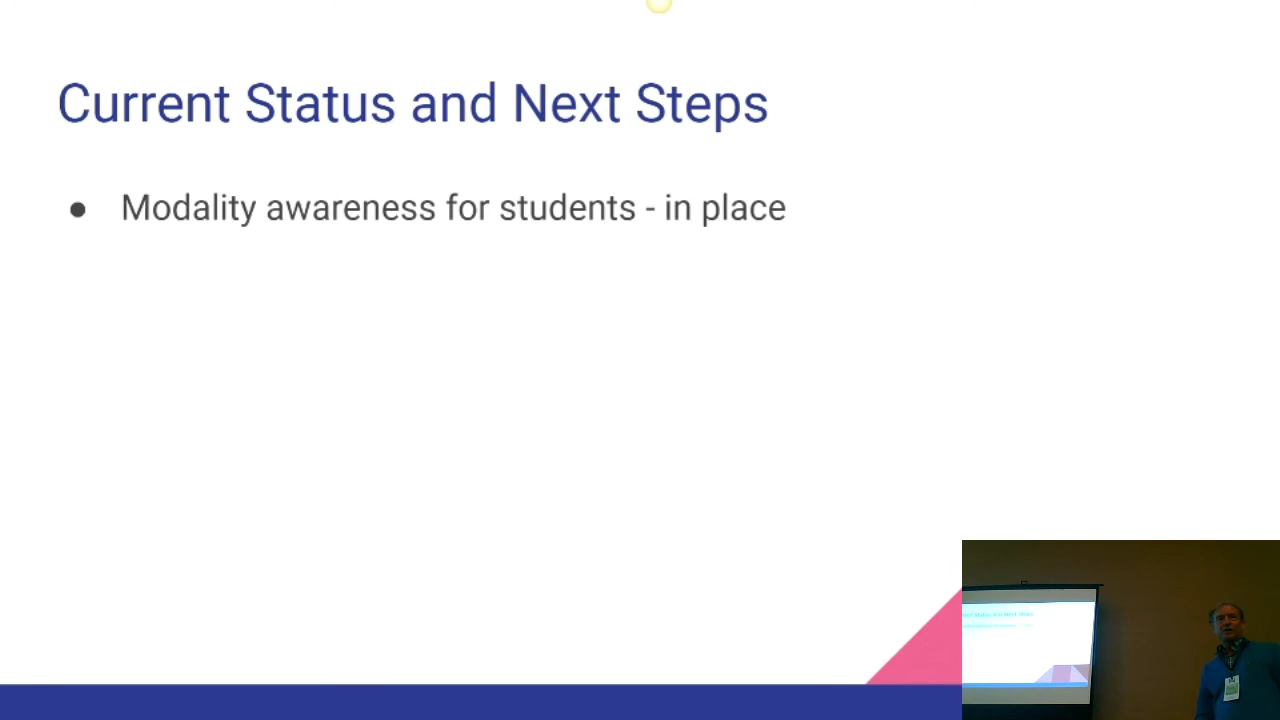 Current Status and Next Steps
● Modality awareness for students - in place